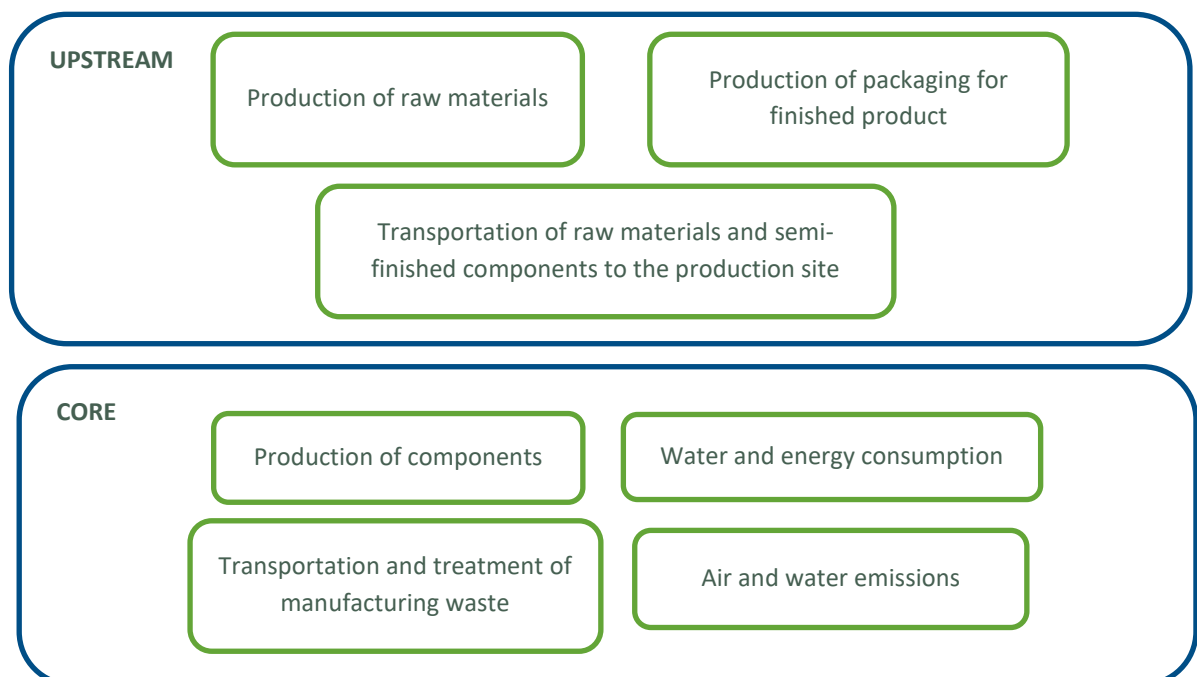 UPSTREAM
Production of raw materials
Production of packaging for
finished product
Transportation of raw materials and semi-
finished components to the production site
CORE
Production of components
Water and energy consumption
Transportation and treatment of
manufacturing waste
Air and water emissions